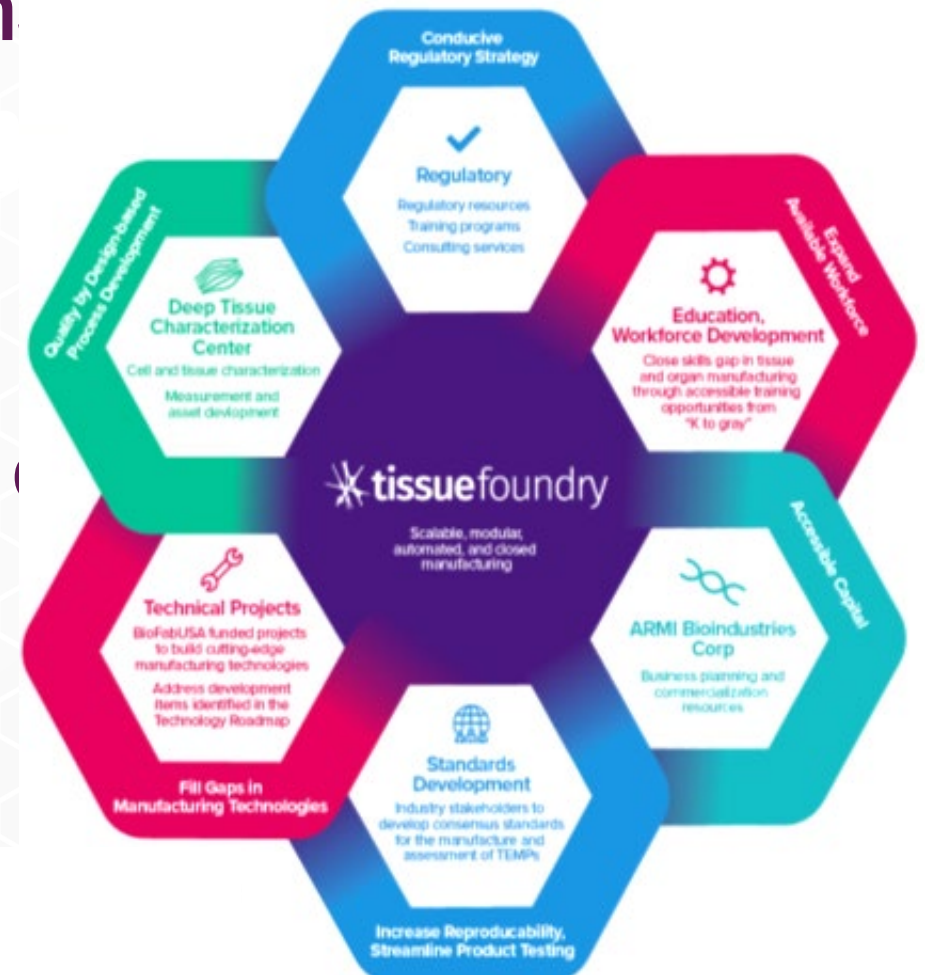 Conducive
Regulatory Strategy
Regulatory
Regulatory resources
Training programs
Consulting services
Expand
Available Workforce
Education,
Workforce Development
Close skills gap in tissue
and organ manufacturing
through accessible training
opportunities from
"K to gray"
Accessible Capital
ARMI Bioindustries
Corp
Business planning and
commercialization
resources
Increase Reproducability,
Streamline Product Testing
Standards
Development
Industry stakeholders to
develop consensus standards
for the manufacture and
assessment of TEMPs
Fill Gaps in
Manufacturing Technologies
Technical Projects
BioFabUSA funded projects
to build cutting-edge
manufacturing technologies
Address development
items identified in the
Technology Roadmap
Quality by Design-based
Process Development
Deep Tissue
Characterization
Center
Cell and tissue characterization
Measurement and
asset devlopment
tissuefoundry
Scalable, modular,
automated, and closed
manufacturing